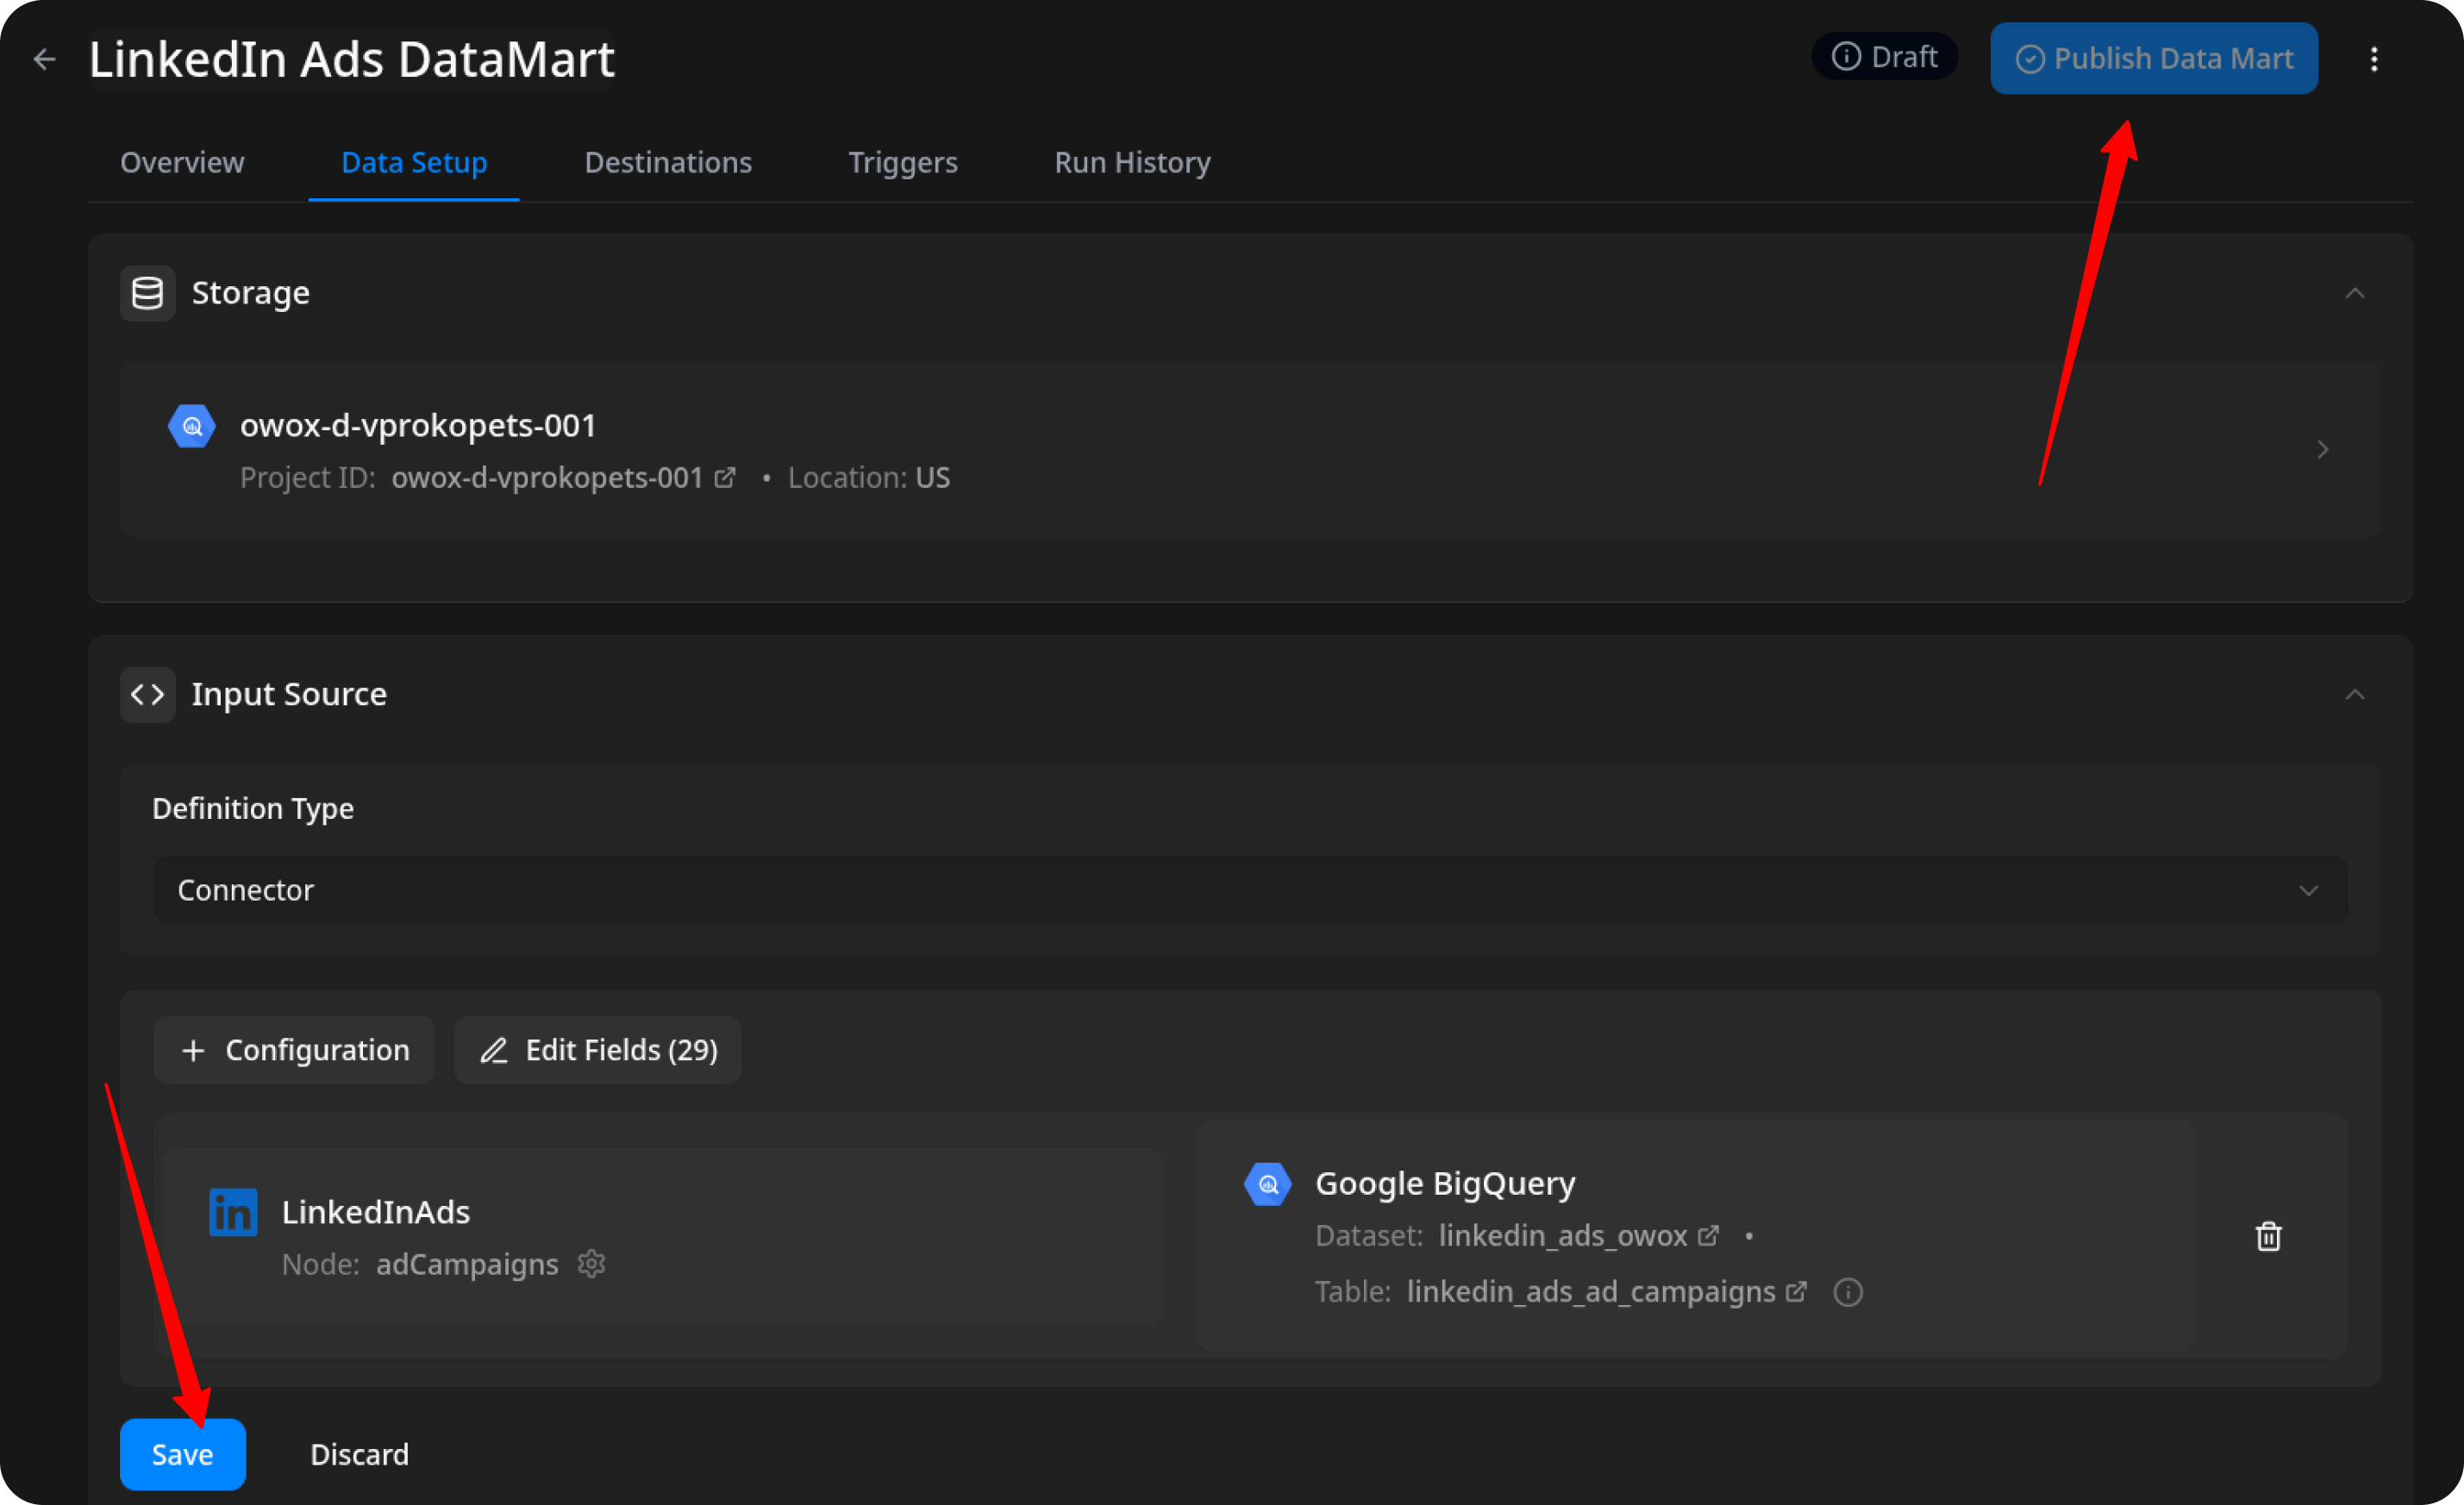 LinkedIn Ads DataMart
Draft
Publish Data Mart
Overview
Data Setup
Destinations
Triggers
Run History
Storage
owox-d-vprokopets-001
Project ID: owox-d-vprokopets-001 • Location: US
Input Source
Definition Type
Connector
+ Configuration
Edit Fields (29)
in
LinkedInAds
Node: adCampaigns
Google BigQuery
Dataset: linkedin_ads_owox •
Table: linkedin_ads_ad_campaigns
Save
Discard